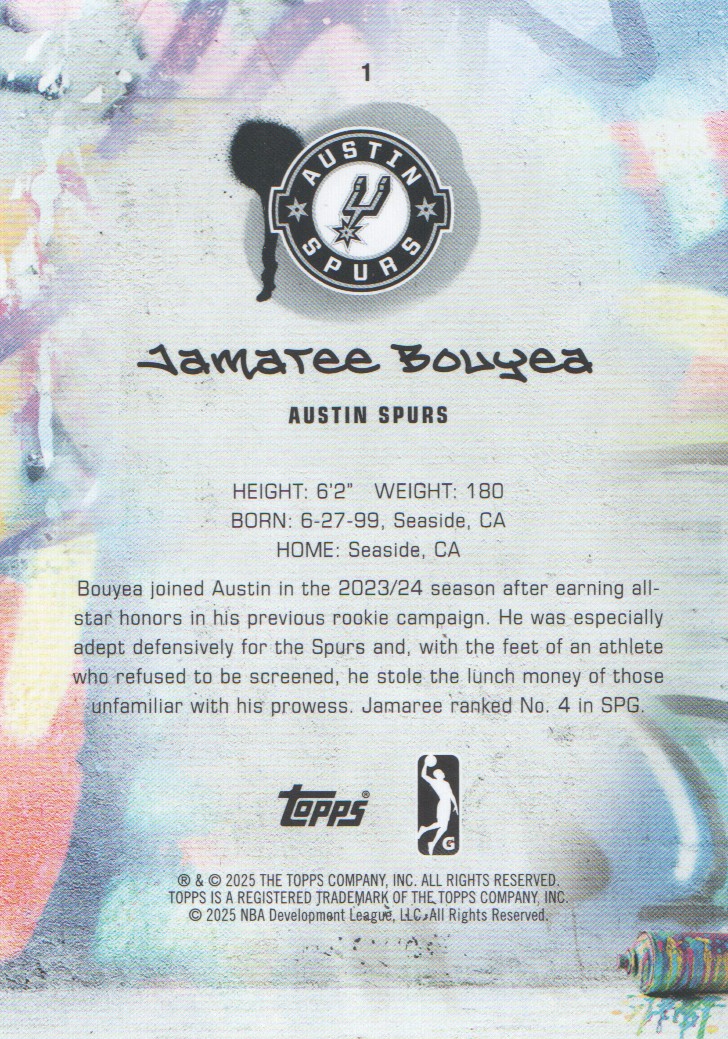 1
AUSTIN
SPURS
Jamaree Bouyea
AUSTIN SPURS
HEIGHT: 6'2" WEIGHT: 180
BORN: 6-27-99, Seaside, CA
HOME: Seaside, CA
Bouyea joined Austin in the 2023/24 season after earning all-
star honors in his previous rookie campaign. He was especially
adept defensively for the Spurs and, with the feet of an athlete
who refused to be screened, he stole the lunch money of those
unfamiliar with his prowess. Jamaree ranked No. 4 in SPG.
topps®
G
® & © 2025 THE TOPPS COMPANY, INC. ALL RIGHTS RESERVED.
TOPPS IS A REGISTERED TRADEMARK OF THE TOPPS COMPANY, INC.
© 2025 NBA Development League, LLC. All Rights Reserved.